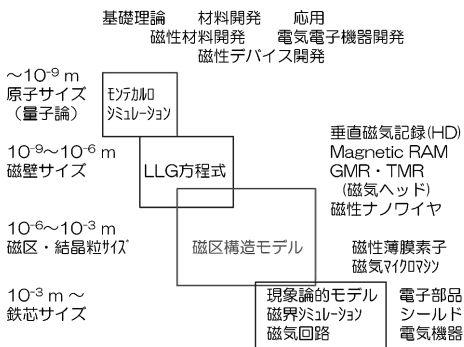 基礎理論　材料開発　応用
磁性材料開発　電気電子機器開発
磁性デバイス開発
～10-9 m
原子サイズ
（量子論）
ﾓﾝﾃｶﾙﾛ
ｼﾐｭﾚｰｼｮﾝ
10-9～10-6 m
磁壁サイズ
LLG方程式
垂直磁気記録(HD)
Magnetic RAM
GMR・TMR
(磁気ヘッド)
磁性ナノワイヤ
10-6～10-3 m
磁区・結晶粒ｻｲｽﾞ
磁区構造モデル
磁性薄膜素子
磁気ﾏｲｸﾛﾏｼﾝ
10-3 m ～
鉄芯サイズ
現象論的モデル
磁界ｼﾐｭﾚｰｼｮﾝ
磁気回路
電子部品
シールド
電気機器